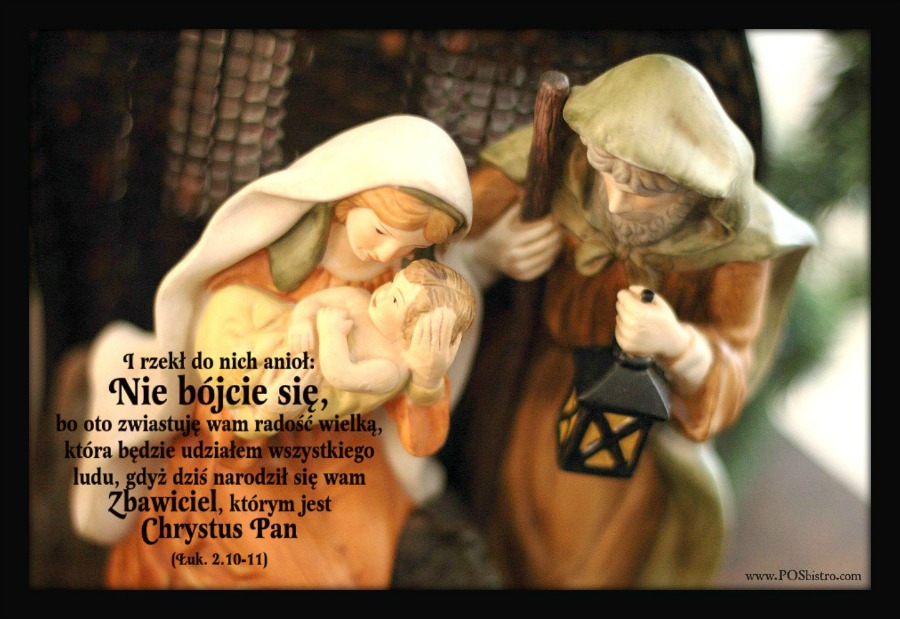 I rzekł do nich anioł:
Nie bójcie się,
bo oto zwiastuję wam radość wielką,
która będzie udziałem wszystkiego
ludu, gdyż dziś narodził się wam
Zbawiciel, którym jest
Chrystus Pan
(Łuk. 2.10-11)
www.POSbistro.com